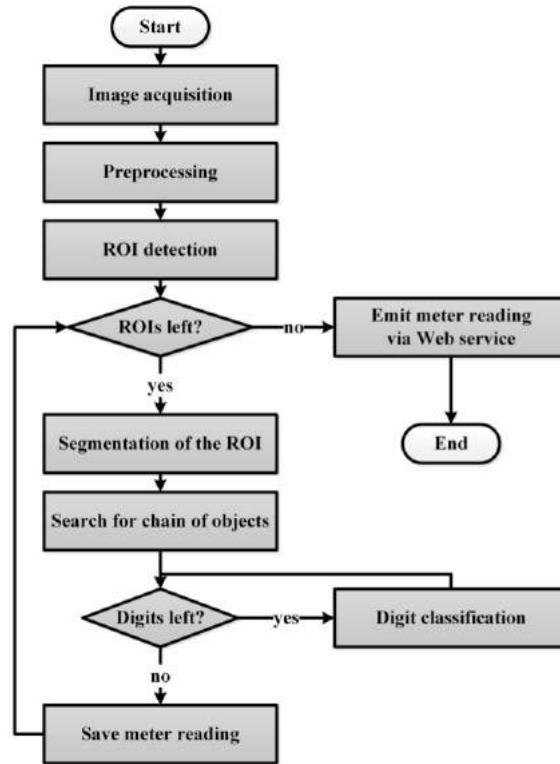 Start
Image acquisition
Preprocessing
ROI detection
ROIs left?
no
Emit meter reading
via Web service
yes
End
Segmentation of the ROI
Search for chain of objects
Digits left?
yes
Digit classification
no
Save meter reading